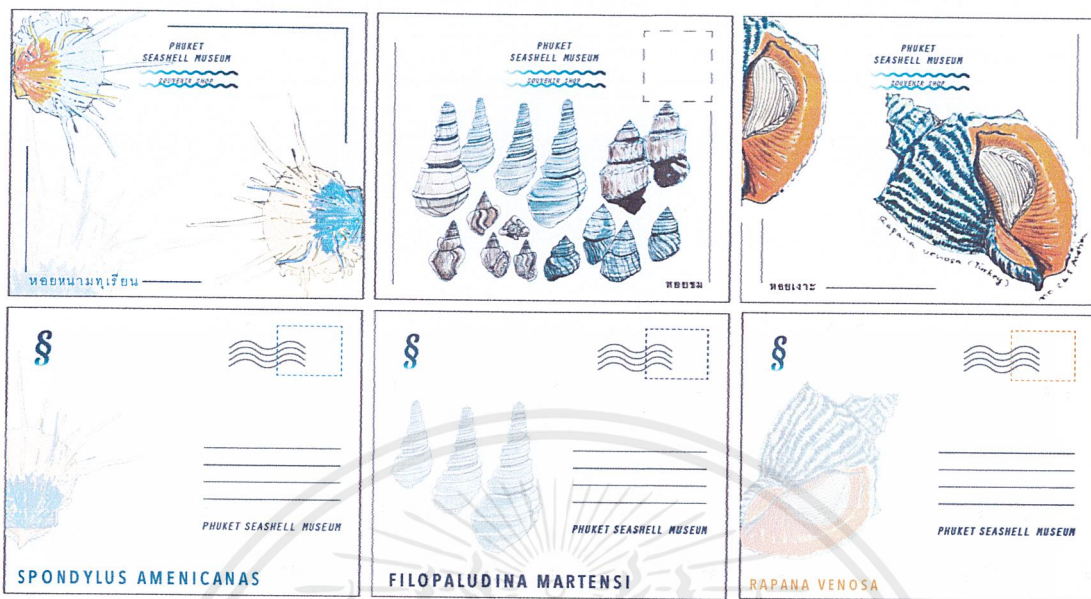 PHUKET
SEASHELL MUSEUM
SOUVENIR SHOP
หอยหนามทุเรียน
PHUKET
SEASHELL MUSEUM
SOUVENIR SHOP
หอยขม
PHUKET
SEASHELL MUSEUM
SOUVENIR SHOP
Rapana venosa (Turkey)
หอยเงาะ
§
PHUKET SEASHELL MUSEUM
SPONDYLUS AMENICANAS
§
PHUKET SEASHELL MUSEUM
FILOPALUDINA MARTENSI
§
PHUKET SEASHELL MUSEUM
RAPANA VENOSA